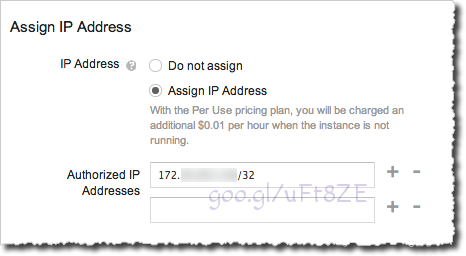 Assign IP Address
IP Address ? Do not assign
Assign IP Address
With the Per Use pricing plan, you will be charged an
additional $0.01 per hour when the instance is not
running.
Authorized IP
Addresses
172. /32 + -
+ -
goo.gl/uFt8ZE